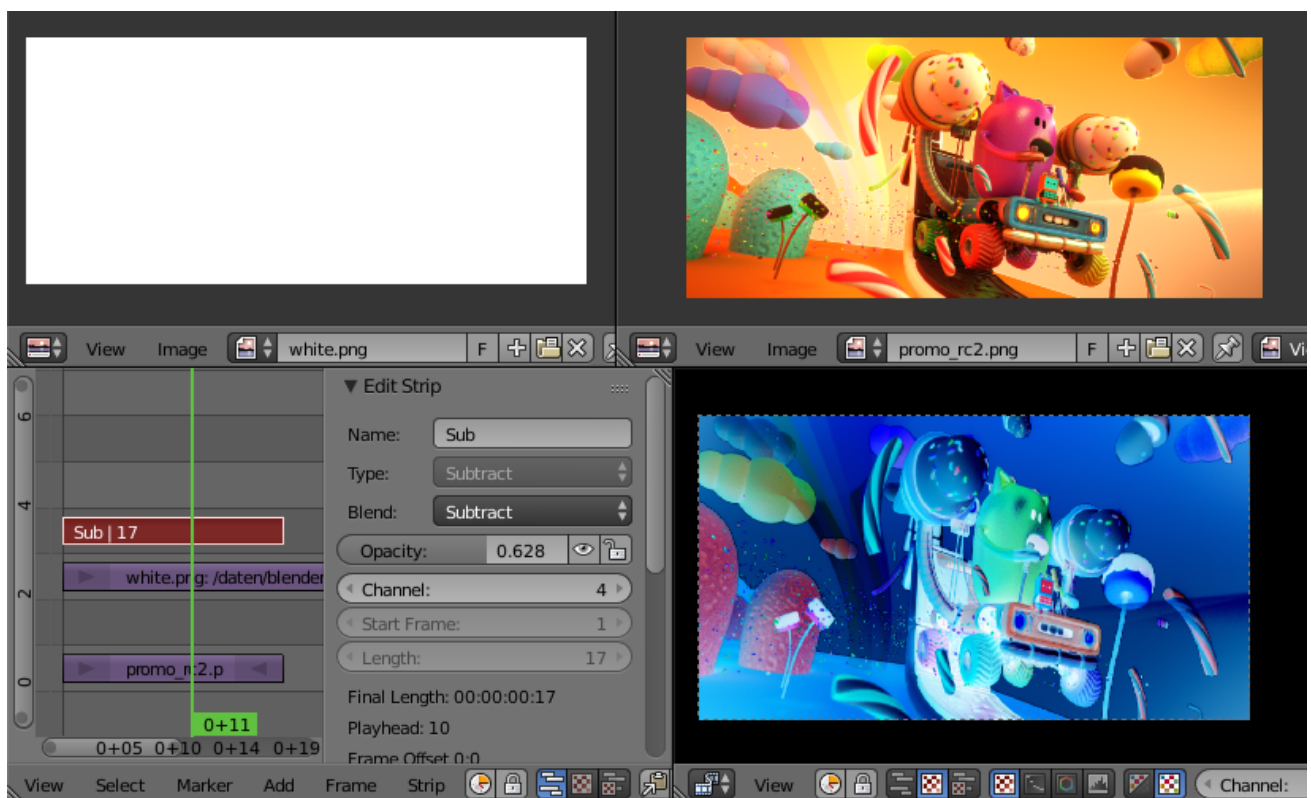 View Image white.png F
View Image promo_rc2.png F Vi
Edit Strip
Name: Sub
Type: Subtract
Blend: Subtract
Opacity: 0.628
Channel: 4
Start Frame: 1
Length: 17
Final Length: 00:00:00:17
Playhead: 10
Frame Offset 0:0
6
4
Sub | 17
white.png: /daten/blender
2
promo_rc2.p
0
0+11
0+05 0+10 0+14 0+19
View Select Marker Add Frame Strip
View Channel: